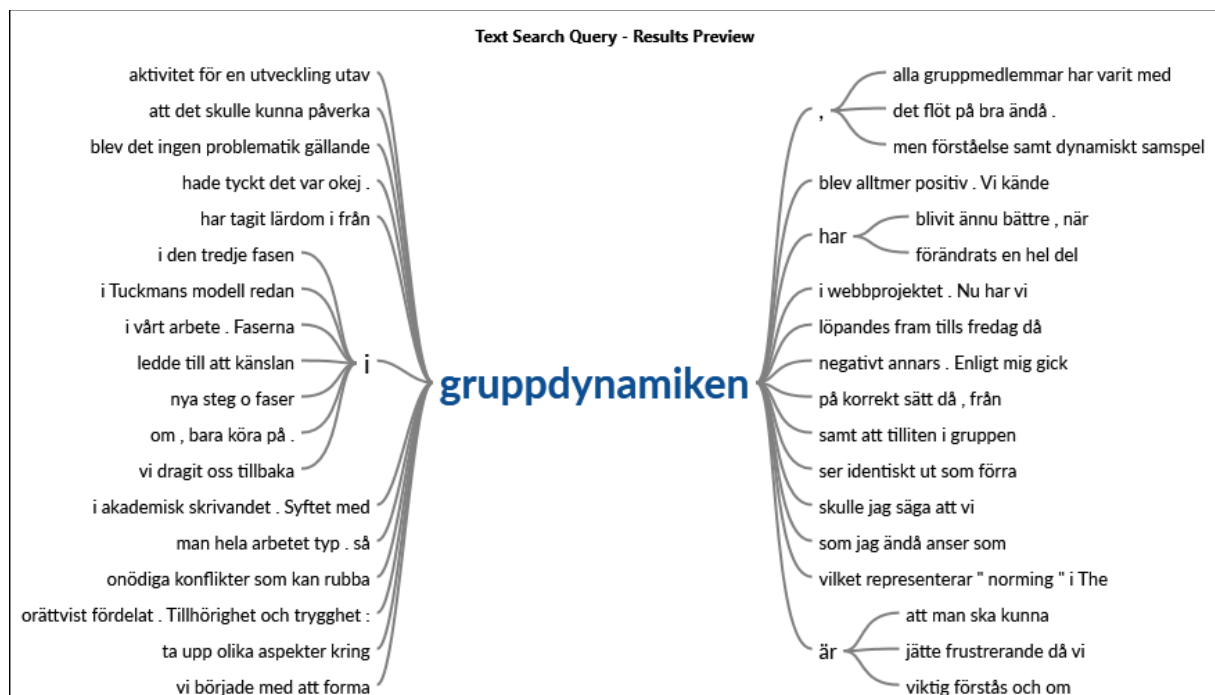 Text Search Query - Results Preview
aktivitet för en utveckling utav
att det skulle kunna påverka
blev det ingen problematik gällande
hade tyckt det var okej .
har tagit lärdom i från
i den tredje fasen
i Tuckmans modell redan
i vårt arbete . Faserna
ledde till att känslan
nya steg o faser
om , bara köra på .
vi dragit oss tillbaka
i
i akademisk skrivandet . Syftet med
man hela arbetet typ . så
onödiga konflikter som kan rubba
orättvist fördelat . Tillhörighet och trygghet :
ta upp olika aspekter kring
vi började med att forma
gruppdynamiken
,
alla gruppmedlemmar har varit med
det flöt på bra ändå .
men förståelse samt dynamiskt samspel
blev alltmer positiv . Vi kände
har
blivit ännu bättre , när
förändrats en hel del
i webbprojektet . Nu har vi
löpandes fram tills fredag då
negativt annars . Enligt mig gick
på korrekt sätt då , från
samt att tilliten i gruppen
ser identiskt ut som förra
skulle jag säga att vi
som jag ändå anser som
vilket representerar " norming " i The
är
att man ska kunna
jätte frustrerande då vi
viktig förstås och om